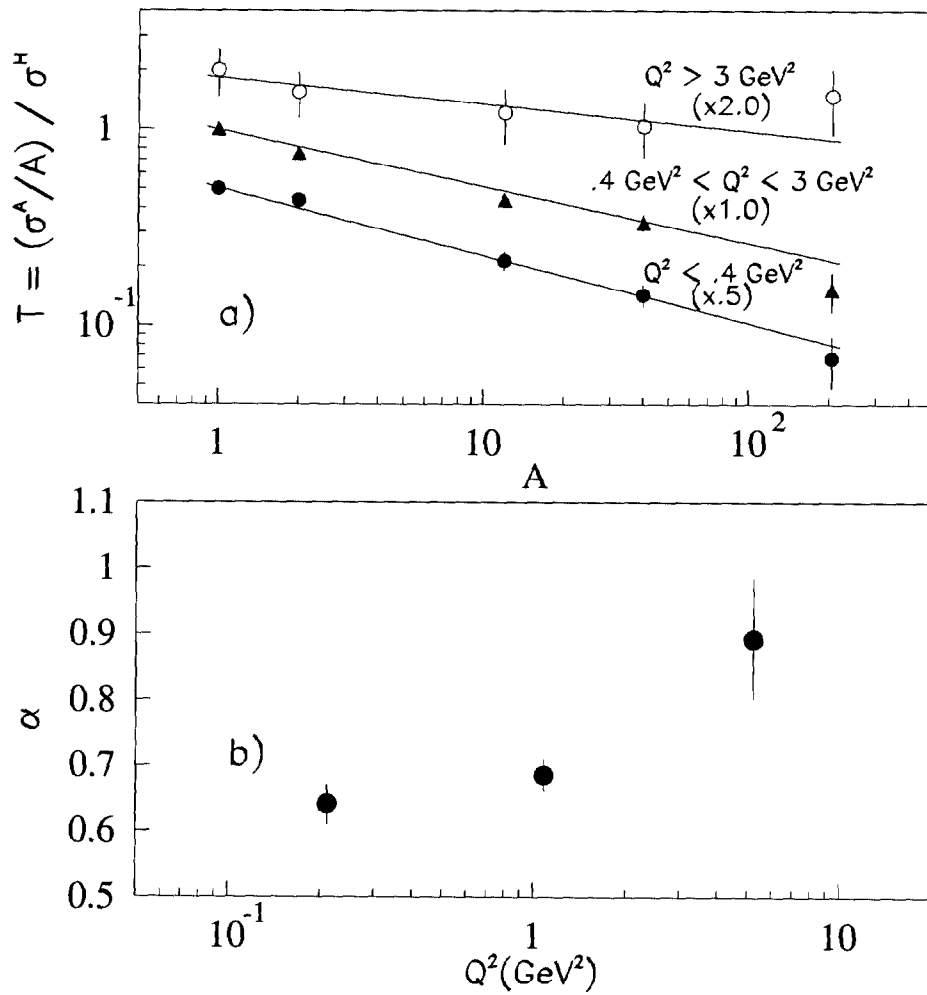 T = (σ^A/A) / σ^H
1
10^-1
Q² > 3 GeV²
(x2.0)
.4 GeV² < Q² < 3 GeV²
(x1.0)
Q² < .4 GeV²
(x.5)
a)
1
10
10²
A
α
1.1
1
0.9
0.8
0.7
0.6
0.5
b)
10^-1
1
10
Q²(GeV²)